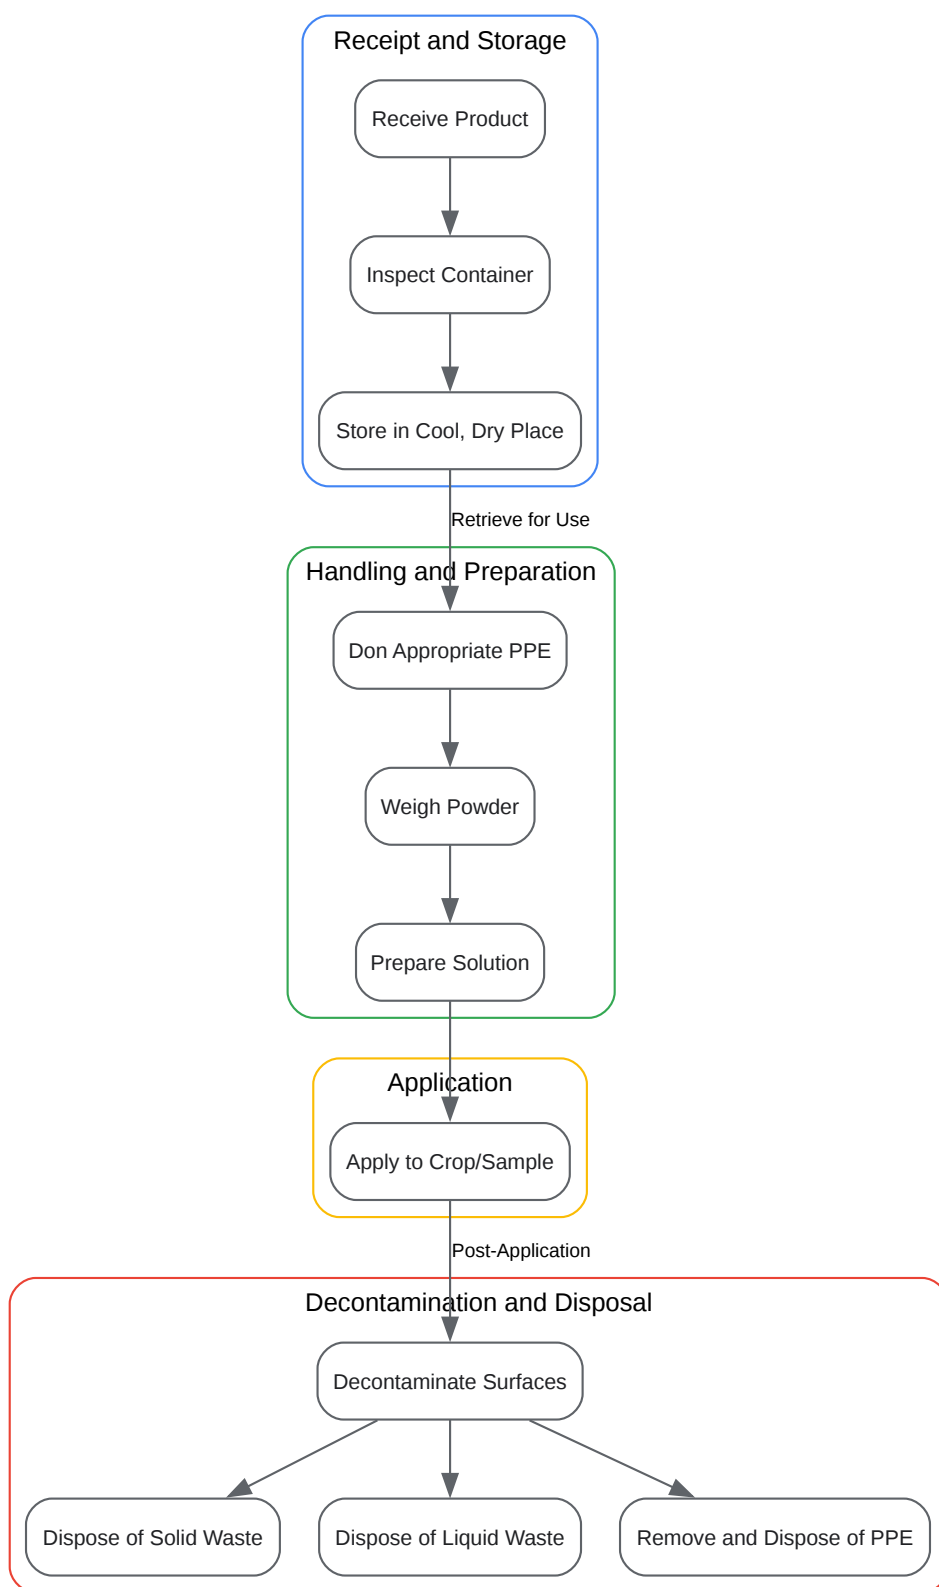 Receipt and Storage
Receive Product
Inspect Container
Store in Cool, Dry Place
Retrieve for Use
Handling and Preparation
Don Appropriate PPE
Weigh Powder
Prepare Solution
Application
Apply to Crop/Sample
Post-Application
Decontamination and Disposal
Decontaminate Surfaces
Dispose of Solid Waste
Dispose of Liquid Waste
Remove and Dispose of PPE